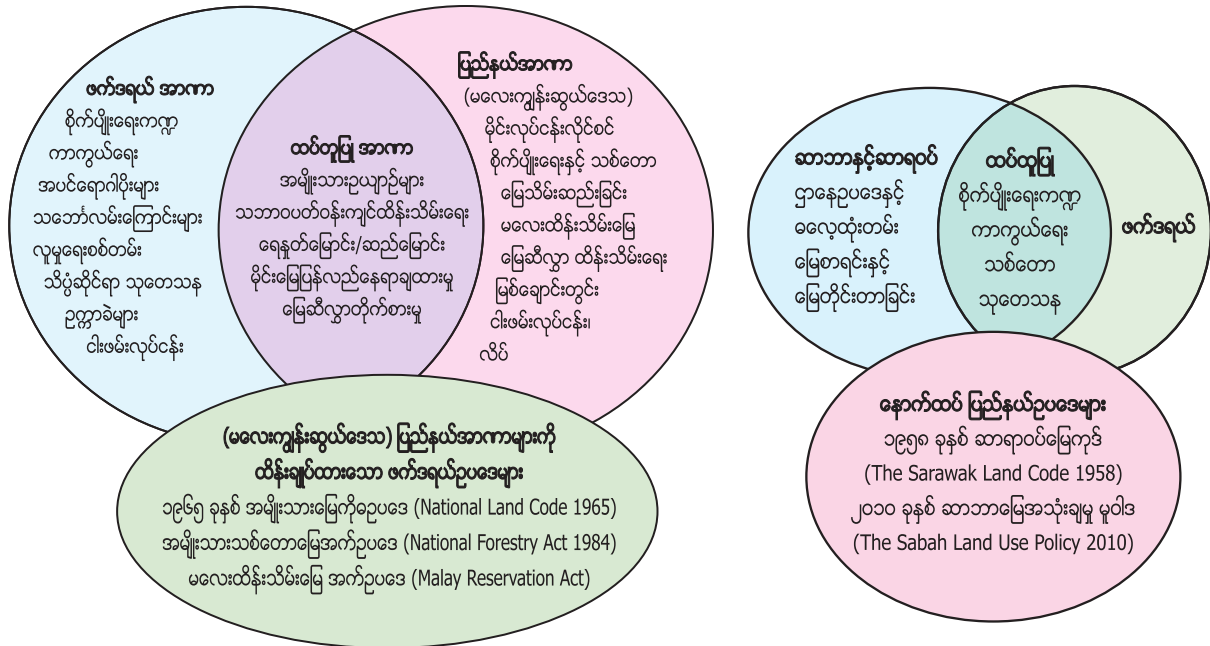 ဖက်ဒရယ် အာဏာ
စိုက်ပျိုးရေးကဏ္ဍ
ကာကွယ်ရေး
အပင်ရောဂါပိုးများ
သင်္ဘောလမ်းကြောင်းများ
လူမှုရေးစစ်တမ်း
သိပ္ပံဆိုင်ရာ သုတေသန
ဥက္ကာခဲများ
ငါးဖမ်းလုပ်ငန်း
ထပ်တူပြု အာဏာ
အမျိုးသားဥယျာဉ်များ
သဘာဝပတ်ဝန်းကျင်ထိန်းသိမ်းရေး
ရေနှုတ်မြောင်း/ဆည်မြောင်း
မိုင်းမြေပြန်လည်နေရာချထားမှု
မြေဆီလွှာတိုက်စားမှု
ပြည်နယ်အာဏာ
(မလေးကျွန်းဆွယ်ဒေသ)
မိုင်းလုပ်ငန်းလိုင်စင်
စိုက်ပျိုးရေးနှင့် သစ်တော
မြေသိမ်းဆည်းခြင်း
မလေးထိန်းသိမ်းမြေ
မြေဆီလွှာ ထိန်းသိမ်းရေး
မြစ်ချောင်းတွင်း
ငါးဖမ်းလုပ်ငန်း၊
လိပ်
(မလေးကျွန်းဆွယ်ဒေသ) ပြည်နယ်အာဏာများကို
ထိန်းချုပ်ထားသော ဖက်ဒရယ်ဥပဒေများ
၁၉၆၅ ခုနှစ် အမျိုးသားမြေကိုဓဥပဒေ (National Land Code 1965)
အမျိုးသားသစ်တောမြေအက်ဥပဒေ (National Forestry Act 1984)
မလေးထိန်းသိမ်းမြေ အက်ဥပဒေ (Malay Reservation Act)
ဆာဘာနှင့်ဆာရာဝပ်
ဌာနေဥပဒေနှင့်
ဓလေ့ထုံးတမ်း
မြေစာရင်းနှင့်
မြေတိုင်းတာခြင်း
ထပ်ထူပြု
စိုက်ပျိုးရေးကဏ္ဍ
ကာကွယ်ရေး
သစ်တော
သုတေသန
ဖက်ဒရယ်
နောက်ထပ် ပြည်နယ်ဥပဒေများ
၁၉၅၈ ခုနှစ် ဆာရာဝပ်မြေကုဒ်
(The Sarawak Land Code 1958)
၂၀၁၀ ခုနှစ် ဆာဘာမြေအသုံးချမှု မူဝါဒ
(The Sabah Land Use Policy 2010)